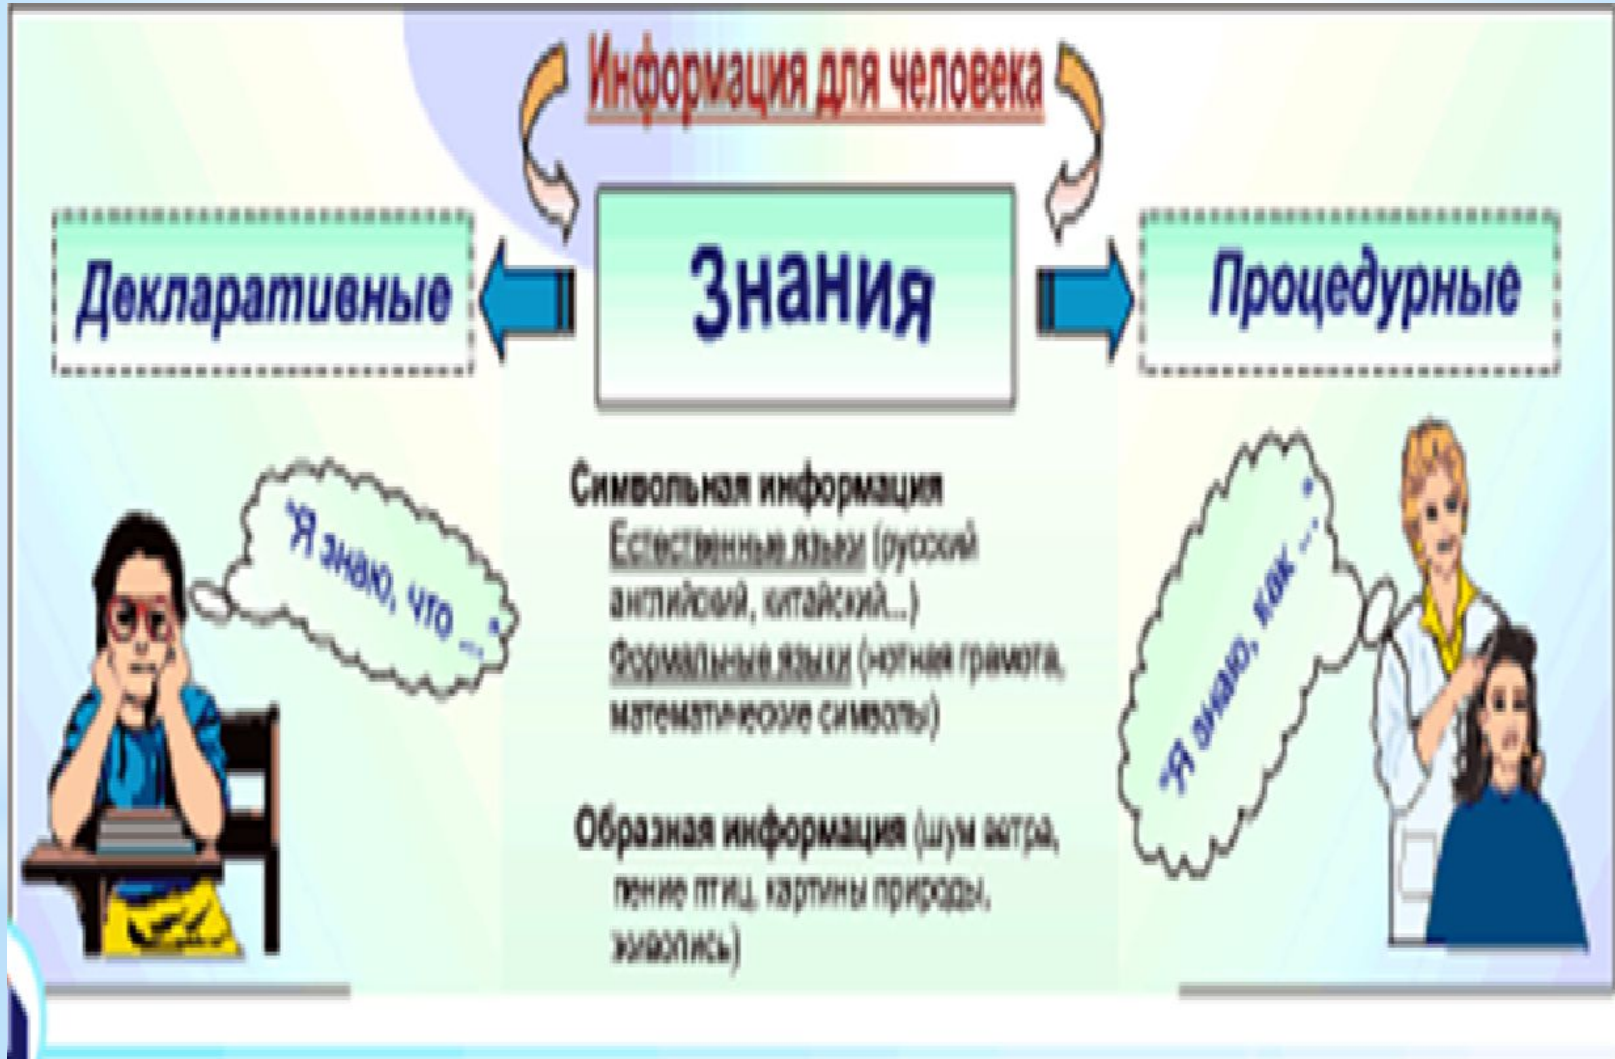 Информация для человека
Декларативные
Знания
Процедурные
"Я знаю, что ..."
Символьная информация
Естественные языки (русский
английский, китайский...)
Формальные языки (нотная грамота,
математические символы)
Образная информация (шум ветра,
пение птиц, картины природы,
живопись)
"Я знаю, как ..."